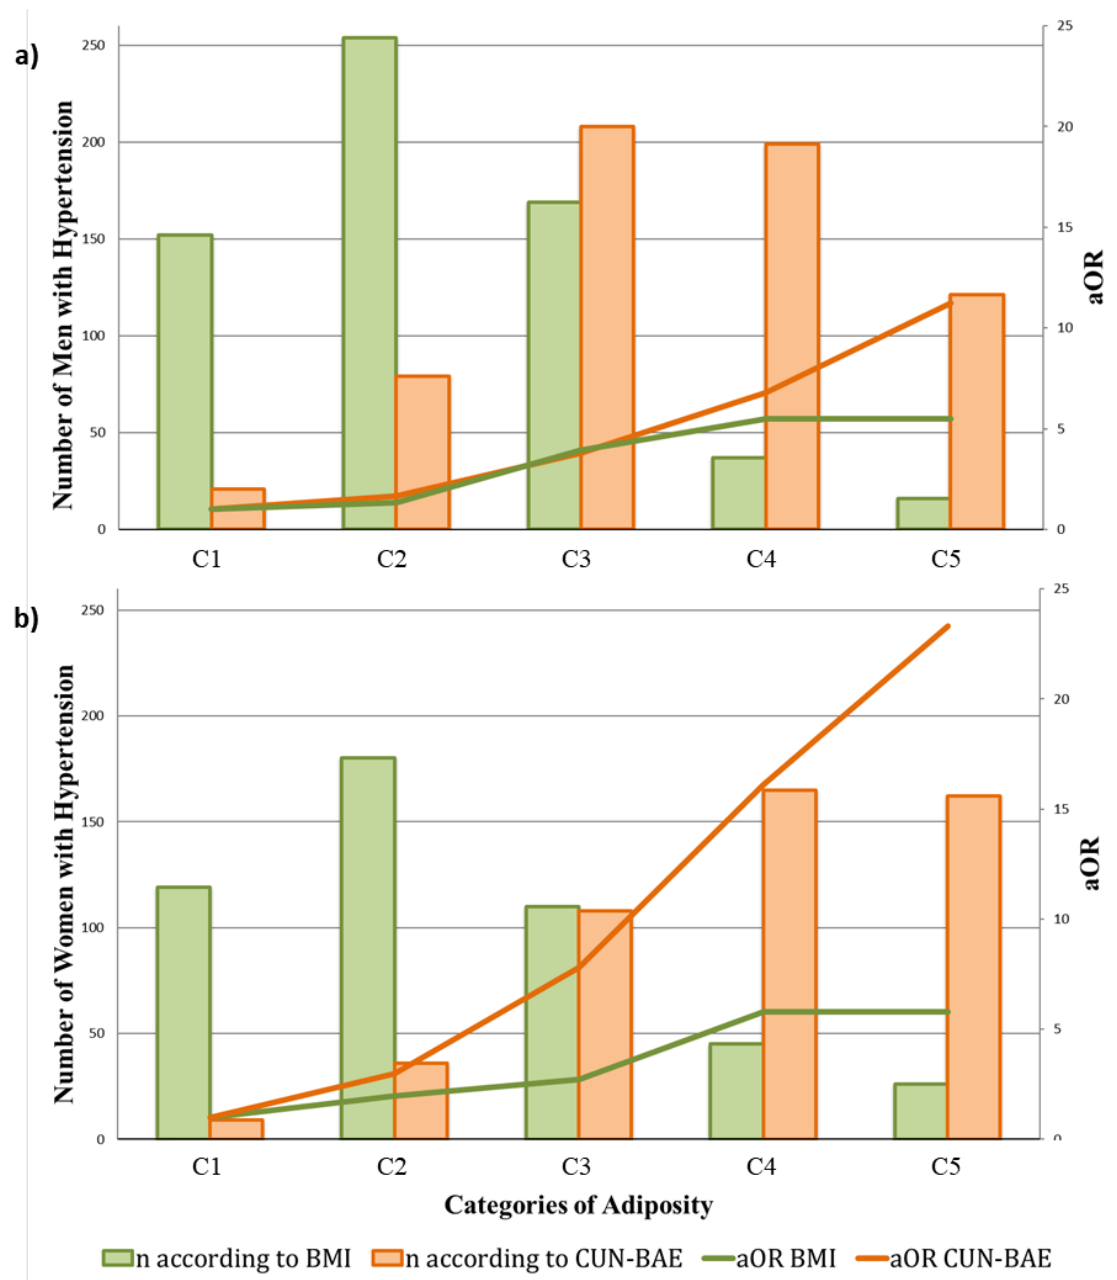 a)
Number of Men with Hypertension
250
200
150
100
50
0
25
20
15
10
5
0
aOR
C1 C2 C3 C4 C5
b)
Number of Women with Hypertension
250
200
150
100
50
0
25
20
15
10
5
0
aOR
C1 C2 C3 C4 C5
Categories of Adiposity
n according to BMI n according to CUN-BAE aOR BMI aOR CUN-BAE